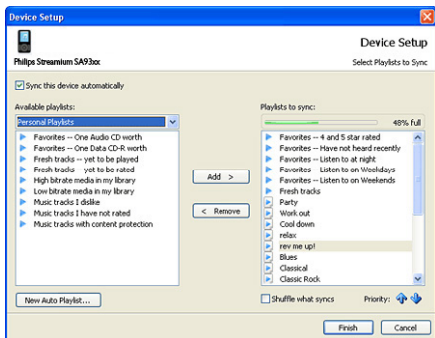 Device Setup
Device Setup
Philips Streamium SA93xx
Select Playlists to Sync
Sync this device automatically
Available playlists:
Personal Playlists
Favorites -- One Audio CD worth
Favorites -- One Data CD-R worth
Fresh tracks -- yet to be played
Fresh tracks -- yet to be rated
High bitrate media in my library
Low bitrate media in my library
Music tracks I dislike
Music tracks I have not rated
Music tracks with content protection
New Auto Playlist...
Add >
< Remove
Playlists to sync:
48% full
Favorites -- 4 and 5 star rated
Favorites -- Have not heard recently
Favorites -- Listen to at night
Favorites -- Listen to on Weekdays
Favorites -- Listen to on Weekends
Fresh tracks
Party
Work out
Cool down
relax
rev me up!
Blues
Classical
Classic Rock
Shuffle what syncs
Priority:
Finish
Cancel